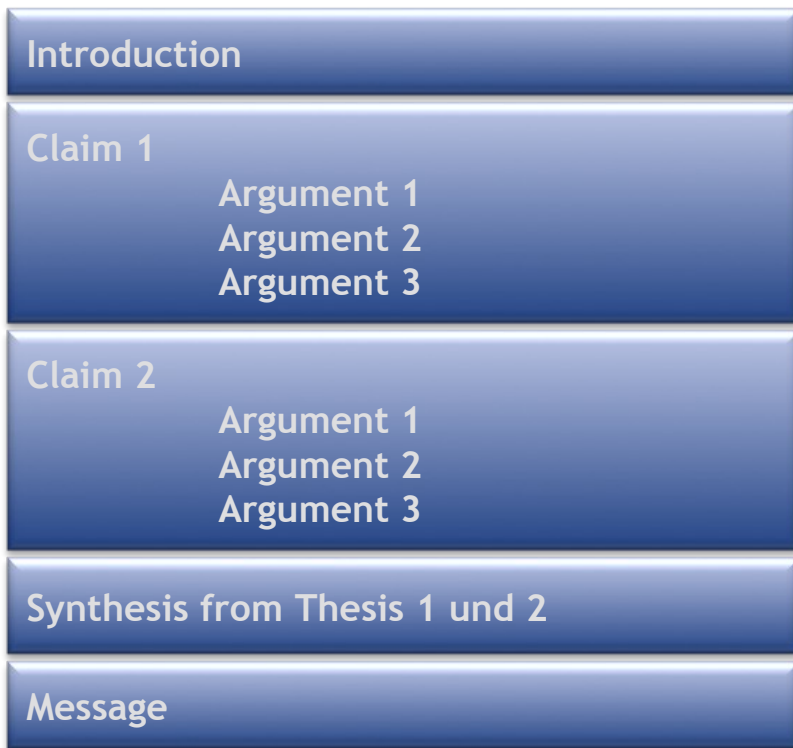 Introduction
Claim 1
Argument 1
Argument 2
Argument 3
Claim 2
Argument 1
Argument 2
Argument 3
Synthesis from Thesis 1 und 2
Message